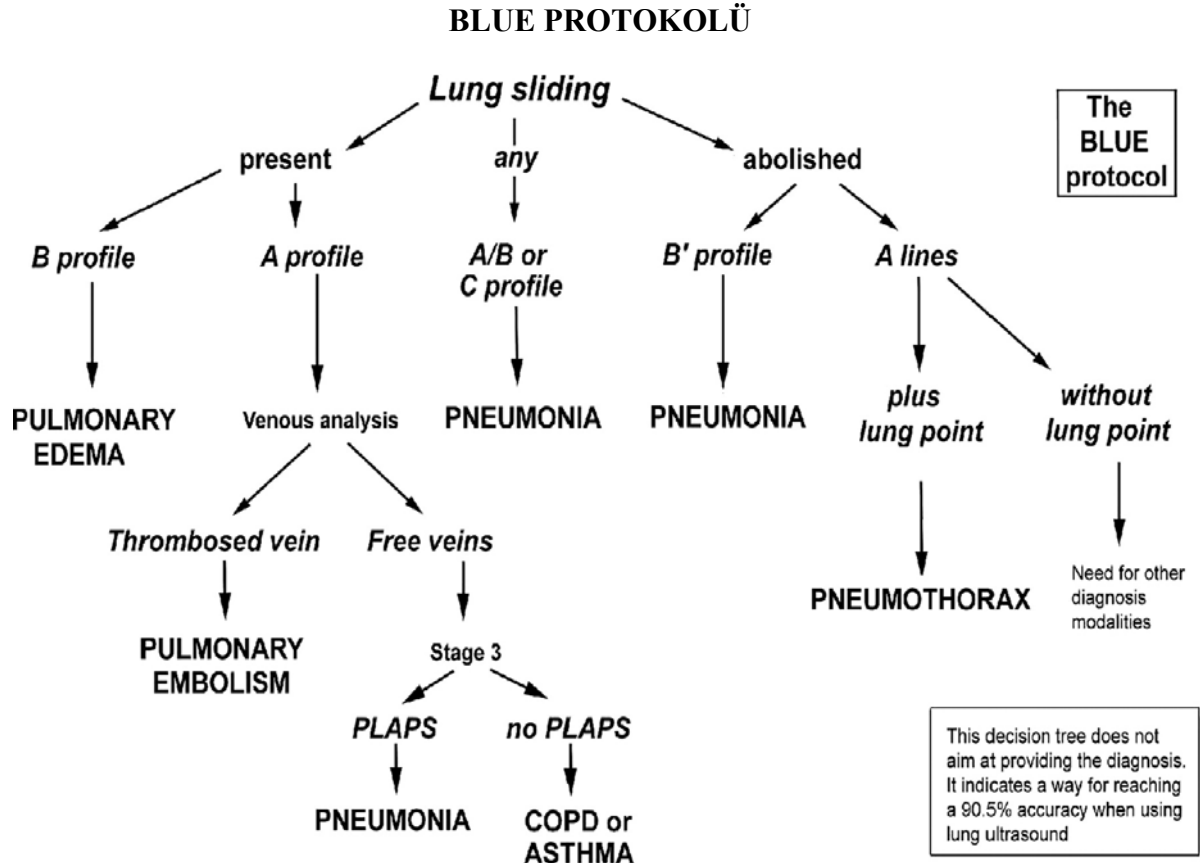 BLUE PROTOKOLÜ
Lung sliding
The
BLUE
protocol
present
any
abolished
B profile
A profile
A/B or
C profile
B' profile
A lines
PULMONARY
EDEMA
Venous analysis
PNEUMONIA
PNEUMONIA
plus
lung point
without
lung point
Thrombosed vein
Free veins
PULMONARY
EMBOLISM
Stage 3
PNEUMOTHORAX
Need for other
diagnosis
modalities
PLAPS
no PLAPS
PNEUMONIA
COPD or
ASTHMA
This decision tree does not
aim at providing the diagnosis.
It indicates a way for reaching
a 90.5% accuracy when using
lung ultrasound